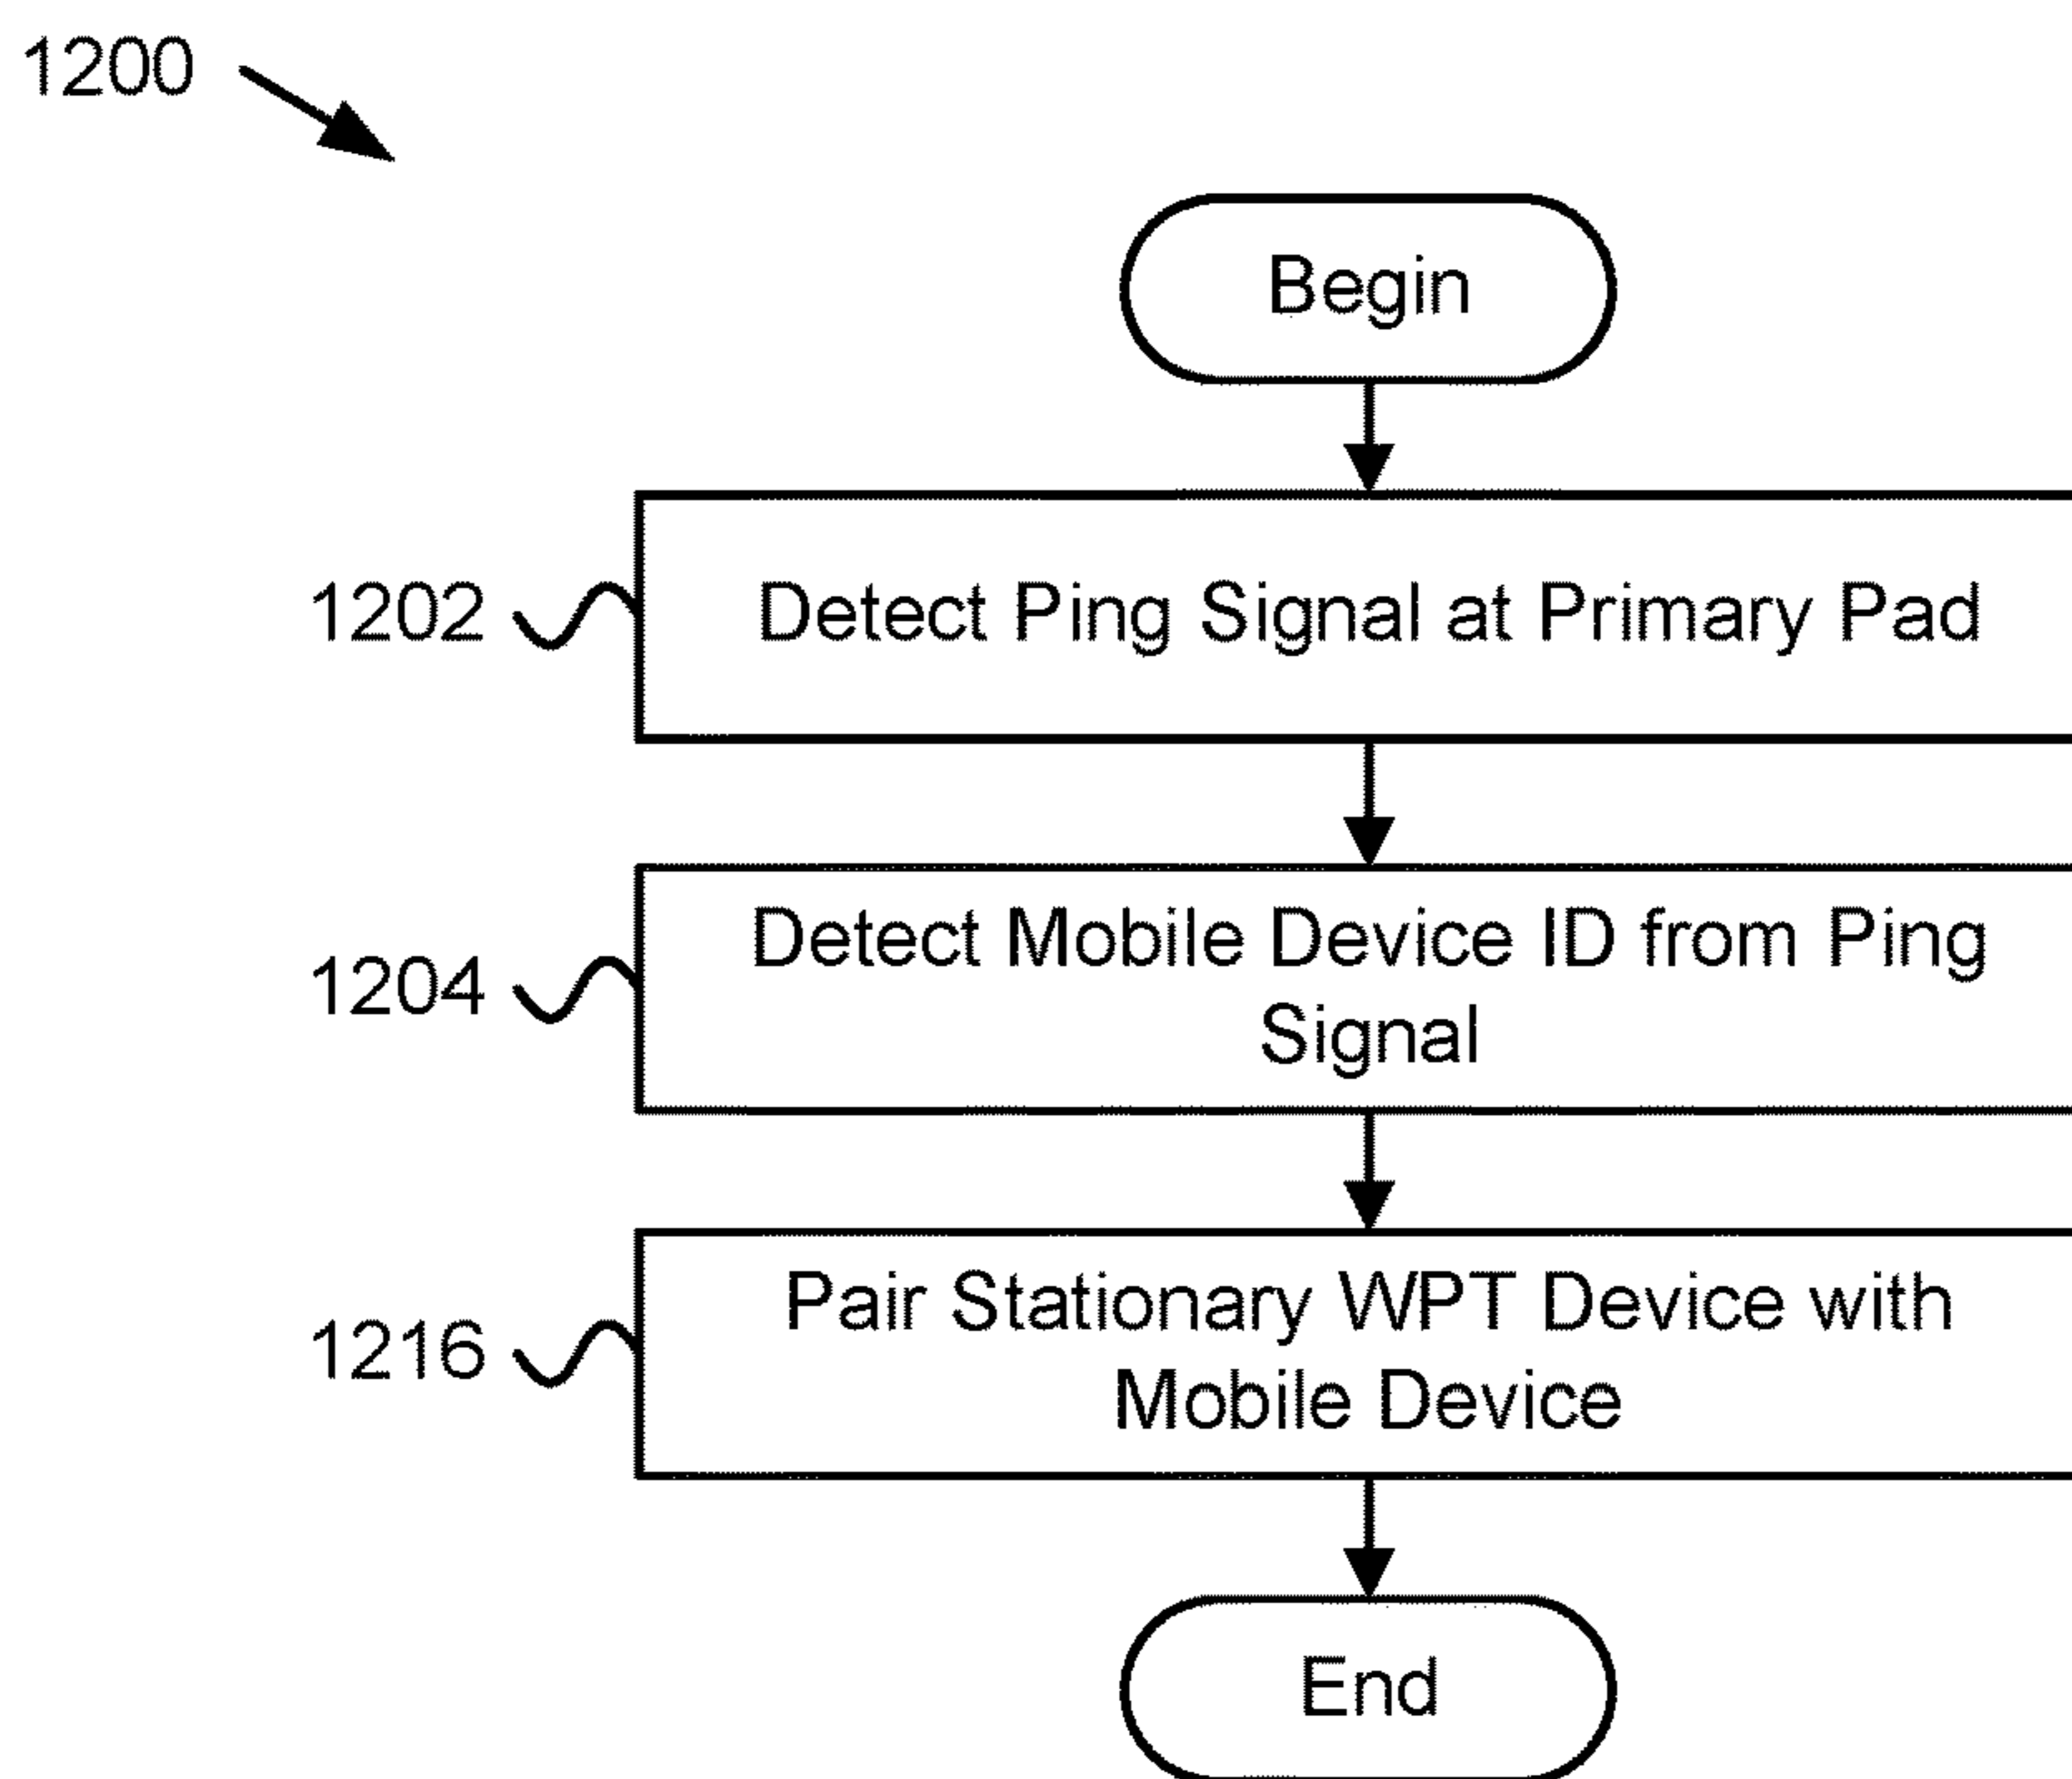 1200
Begin
1202
Detect Ping Signal at Primary Pad
1204
Detect Mobile Device ID from Ping
Signal
1216
Pair Stationary WPT Device with
Mobile Device
End